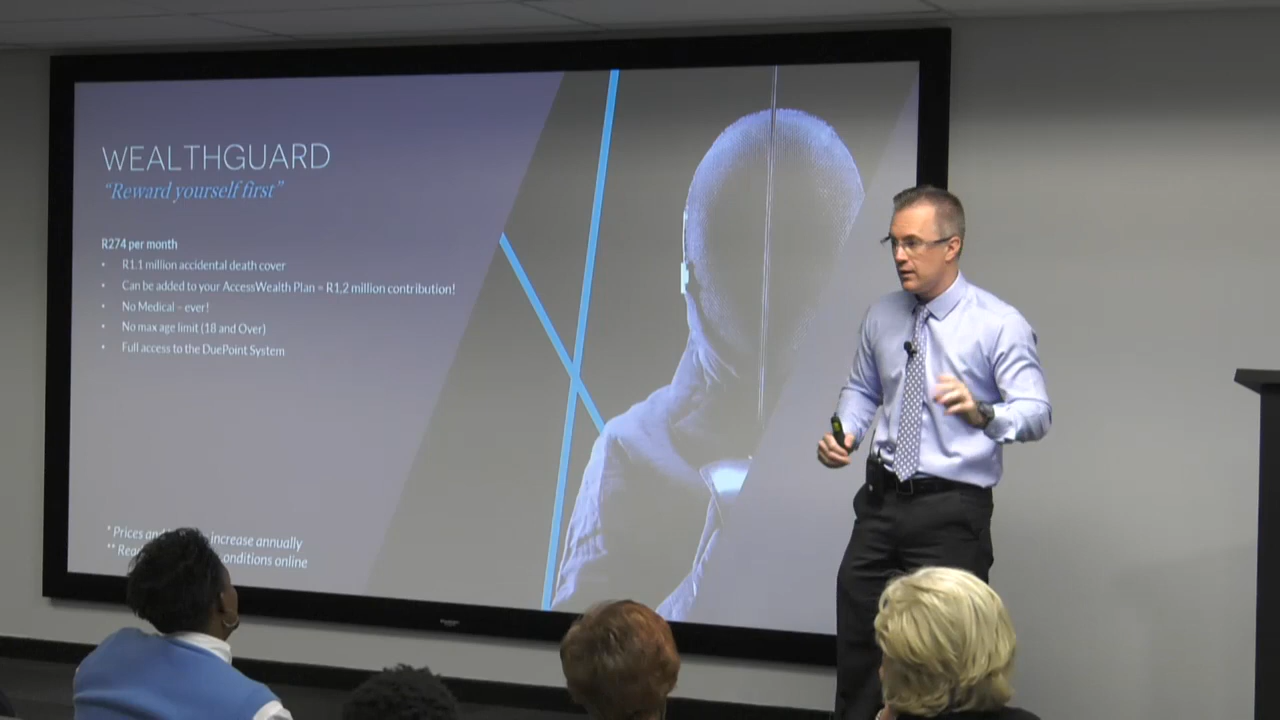 WEALTHGUARD
“Reward yourself first”
R274 per month
• R1.1 million accidental death cover
• Can be added to your AccessWealth Plan = R1,2 million contribution!
• No Medical – ever!
• No max age limit (18 and Over)
• Full access to the DuePoint System
* Prices and increase annually
** onditions online